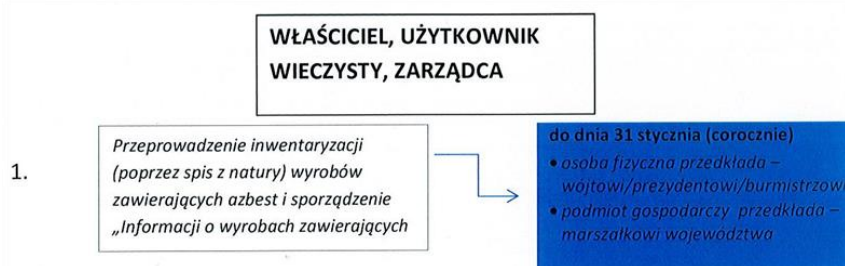 WŁAŚCICIEL, UŻYTKOWNIK
WIECZYSTY, ZARZĄDCA
1.
Przeprowadzenie inwentaryzacji
(poprzez spis z natury) wyrobów
zawierających azbest i sporządzenie
„Informacji o wyrobach zawierających
do dnia 31 stycznia (corocznie)
• osoba fizyczna przedkłada –
wójtowi/prezydentowi/burmistrzowi
• podmiot gospodarczy przedkłada –
marszałkowi województwa